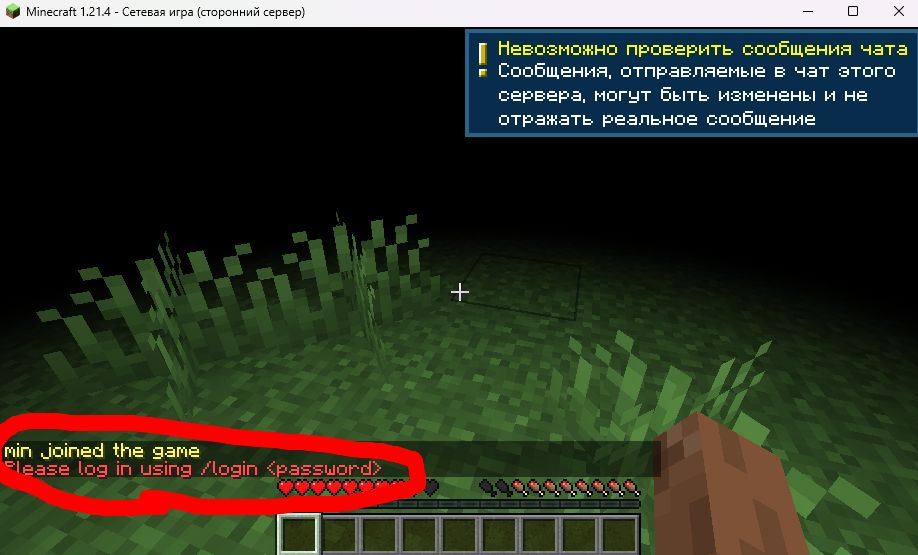 Minecraft 1.21.4 - Сетевая игра (сторонний сервер)
Невозможно проверить сообщения чата
Сообщения, отправляемые в чат этого
сервера, могут быть изменены и не
отражать реальное сообщение
min joined the game
Please log in using /login <password>